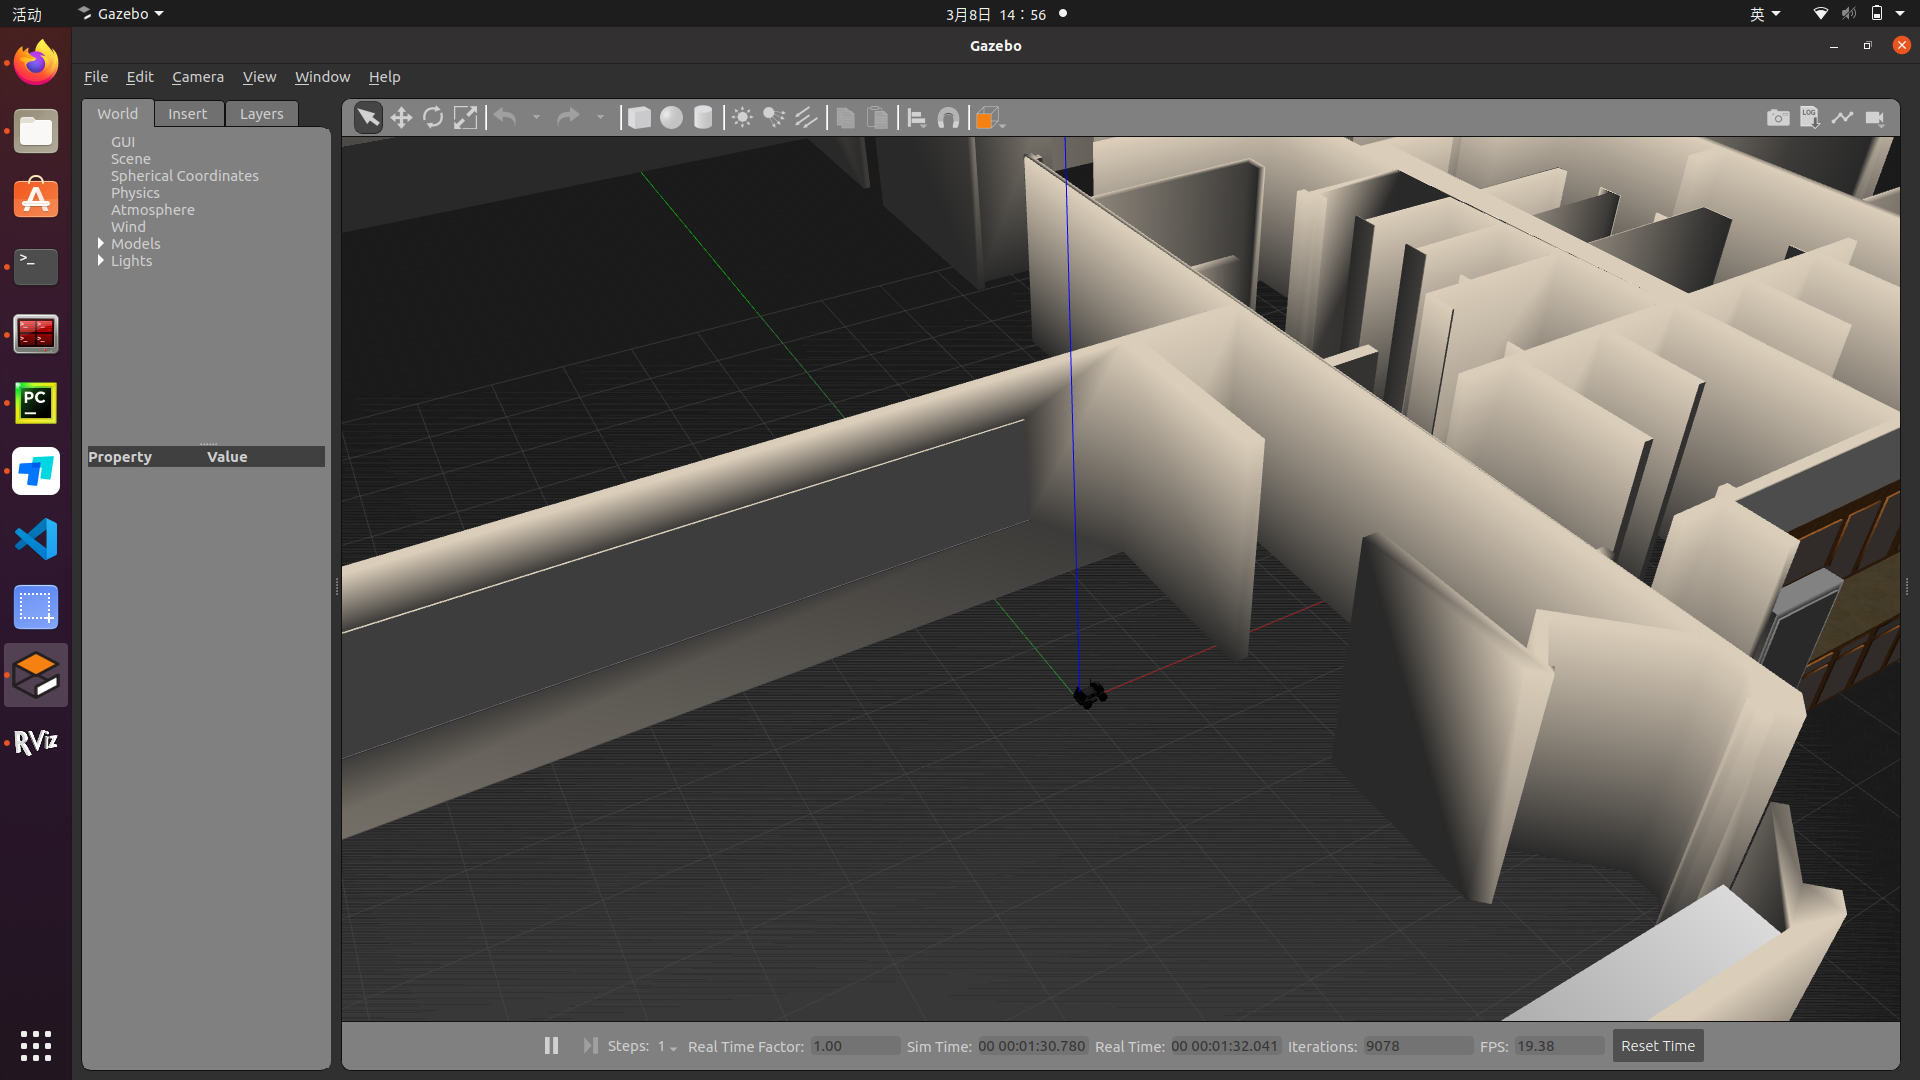 活动 Gazebo 3月8日 14：56 英
Gazebo
File Edit Camera View Window Help
World Insert Layers
LOG
GUI
Scene
Spherical Coordinates
Physics
Atmosphere
Wind
Models
Lights
Property Value
>_
PC
RViz
Steps: 1 Real Time Factor: 1.00 Sim Time: 00 00:01:30.780 Real Time: 00 00:01:32.041 Iterations: 9078 FPS: 19.38 Reset Time